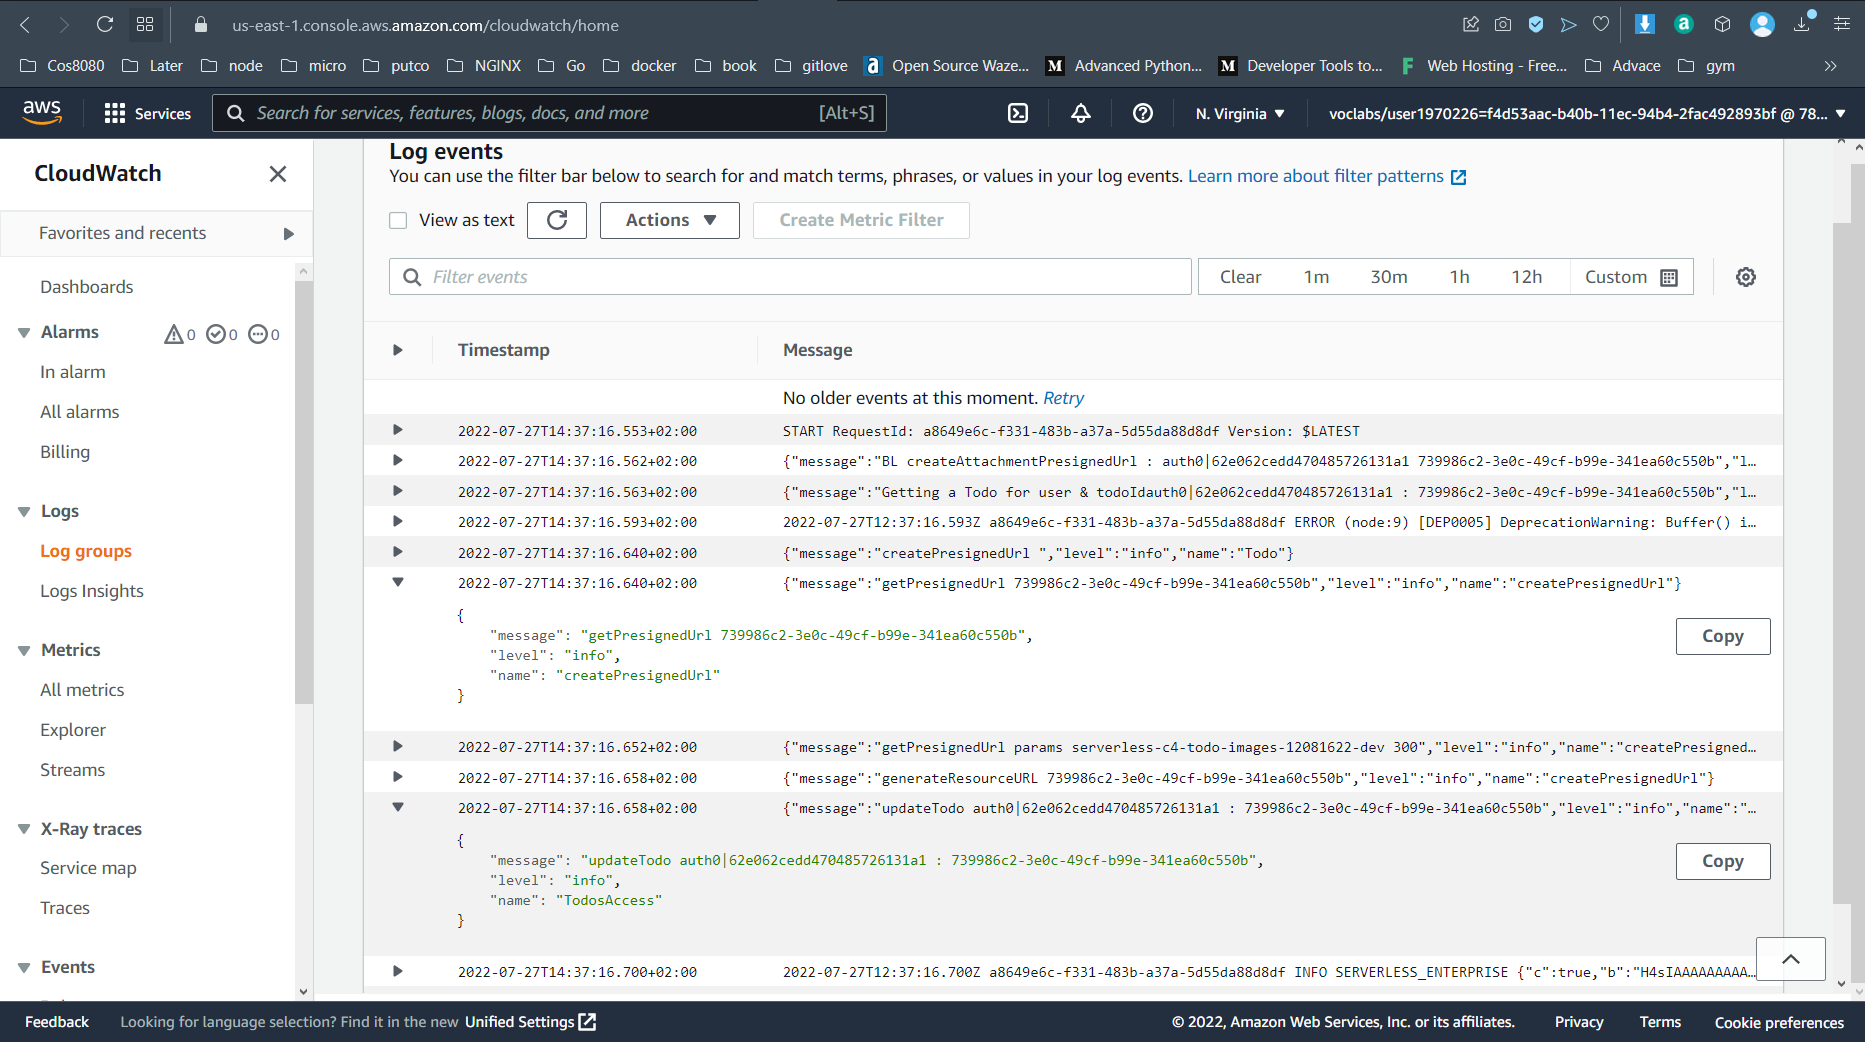 us-east-1.console.aws.amazon.com/cloudwatch/home
Cos8080 Later node micro putco NGINX Go docker book gitlove Open Source Waze... Advanced Python... Developer Tools to... Web Hosting - Free... Advace gym
aws Services Search for services, features, blogs, docs, and more [Alt+S] N. Virginia voclabs/user1970226=f4d53aac-b40b-11ec-94b4-2fac492893bf @ 78...
CloudWatch
Favorites and recents
Dashboards
Alarms 0 0 0
In alarm
All alarms
Billing
Logs
Log groups
Logs Insights
Metrics
All metrics
Explorer
Streams
X-Ray traces
Service map
Traces
Events
Log events
You can use the filter bar below to search for and match terms, phrases, or values in your log events. Learn more about filter patterns
View as text Actions Create Metric Filter
Filter events Clear 1m 30m 1h 12h Custom
Timestamp Message
No older events at this moment. Retry
2022-07-27T14:37:16.553+02:00 START RequestId: a8649e6c-f331-483b-a37a-5d55da88d8df Version: $LATEST
2022-07-27T14:37:16.562+02:00 {"message":"BL createAttachmentPresignedUrl : auth0|62e062cedd470485726131a1 739986c2-3e0c-49cf-b99e-341ea60c550b","l...
2022-07-27T14:37:16.563+02:00 {"message":"Getting a Todo for user & todoIdauth0|62e062cedd470485726131a1 : 739986c2-3e0c-49cf-b99e-341ea60c550b","l...
2022-07-27T14:37:16.593+02:00 2022-07-27T12:37:16.593Z a8649e6c-f331-483b-a37a-5d55da88d8df ERROR (node:9) [DEP0005] DeprecationWarning: Buffer() i...
2022-07-27T14:37:16.640+02:00 {"message":"createPresignedUrl ","level":"info","name":"Todo"}
2022-07-27T14:37:16.640+02:00 {"message":"getPresignedUrl 739986c2-3e0c-49cf-b99e-341ea60c550b","level":"info","name":"createPresignedUrl"}
{
"message": "getPresignedUrl 739986c2-3e0c-49cf-b99e-341ea60c550b",
"level": "info",
"name": "createPresignedUrl"
}
Copy
2022-07-27T14:37:16.652+02:00 {"message":"getPresignedUrl params serverless-c4-todo-images-12081622-dev 300","level":"info","name":"createPresigned...
2022-07-27T14:37:16.658+02:00 {"message":"generateResourceURL 739986c2-3e0c-49cf-b99e-341ea60c550b","level":"info","name":"createPresignedUrl"}
2022-07-27T14:37:16.658+02:00 {"message":"updateTodo auth0|62e062cedd470485726131a1 : 739986c2-3e0c-49cf-b99e-341ea60c550b","level":"info","name":"...
{
"message": "updateTodo auth0|62e062cedd470485726131a1 : 739986c2-3e0c-49cf-b99e-341ea60c550b",
"level": "info",
"name": "TodosAccess"
}
Copy
2022-07-27T14:37:16.700+02:00 2022-07-27T12:37:16.700Z a8649e6c-f331-483b-a37a-5d55da88d8df INFO SERVERLESS_ENTERPRISE {"c":true,"b":"H4sIAAAAAAAAA...
Feedback Looking for language selection? Find it in the new Unified Settings © 2022, Amazon Web Services, Inc. or its affiliates. Privacy Terms Cookie preferences